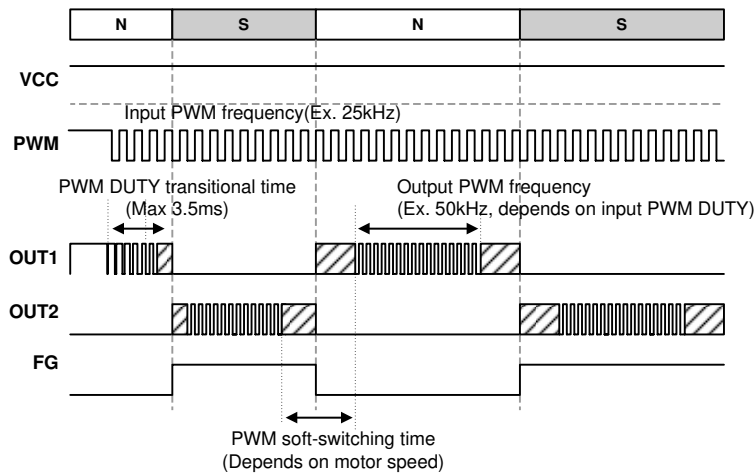 N S N S
VCC
Input PWM frequency(Ex. 25kHz)
PWM
PWM DUTY transitional time
(Max 3.5ms)
Output PWM frequency
(Ex. 50kHz, depends on input PWM DUTY)
OUT1
OUT2
FG
PWM soft-switching time
(Depends on motor speed)